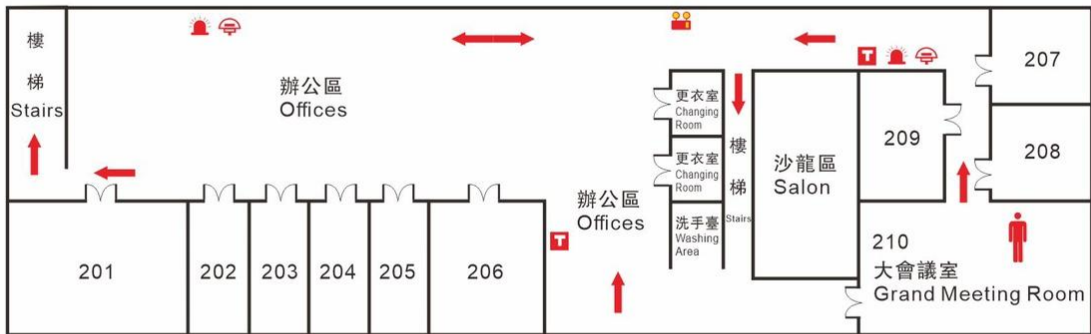 樓
梯
Stairs
辦公區
Offices
T
207
更衣室
Changing
Room
209
208
更衣室
Changing
Room
樓
梯
Stairs
沙龍區
Salon
辦公區
Offices
洗手臺
Washing
Area
T
201
202
203
204
205
206
210
大會議室
Grand Meeting Room